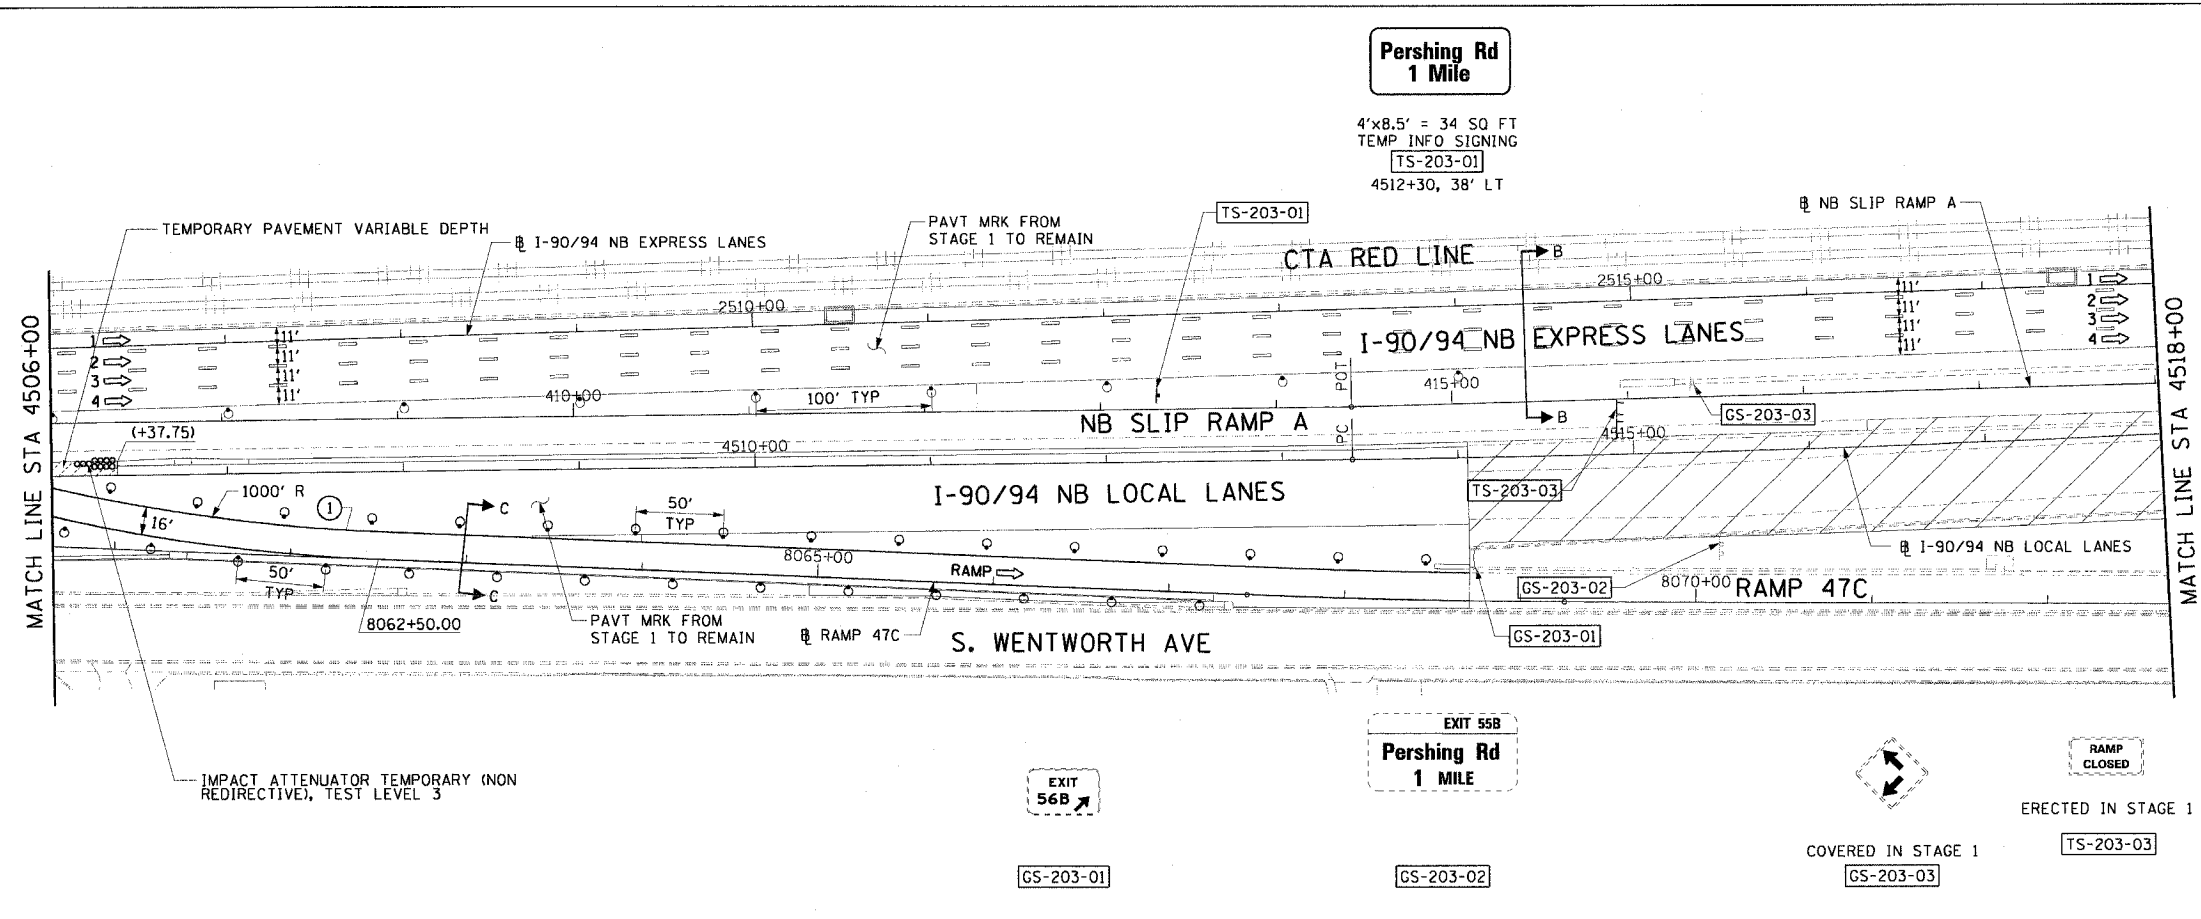 Pershing Rd
1 Mile
4'x8.5' = 34 SQ FT
TEMP INFO SIGNING
TS-203-01
4512+30, 38' LT
TEMPORARY PAVEMENT VARIABLE DEPTH
℄ I-90/94 NB EXPRESS LANES
PAVT MRK FROM
STAGE 1 TO REMAIN
TS-203-01
℄ NB SLIP RAMP A
CTA RED LINE
B
2510+00
2515+00
MATCH LINE STA 4506+00
1
2
3
4
11'
11'
11'
11'
I-90/94 NB EXPRESS LANES
11'
11'
11'
11'
1
2
3
4
MATCH LINE STA 4518+00
410+00
100' TYP
POT
415+00
(+37.75)
4510+00
NB SLIP RAMP A
PC
B
4515+00
GS-203-03
1000' R
1
C
50'
TYP
I-90/94 NB LOCAL LANES
TS-203-03
16'
8065+00
RAMP
℄ I-90/94 NB LOCAL LANES
50'
TYP
C
GS-203-02
8070+00
RAMP 47C
8062+50.00
PAVT MRK FROM
STAGE 1 TO REMAIN
℄ RAMP 47C
S. WENTWORTH AVE
GS-203-01
IMPACT ATTENUATOR TEMPORARY (NON
REDIRECTIVE), TEST LEVEL 3
EXIT
56B
GS-203-01
EXIT 55B
Pershing Rd
1 MILE
GS-203-02
COVERED IN STAGE 1
GS-203-03
RAMP
CLOSED
ERECTED IN STAGE 1
TS-203-03